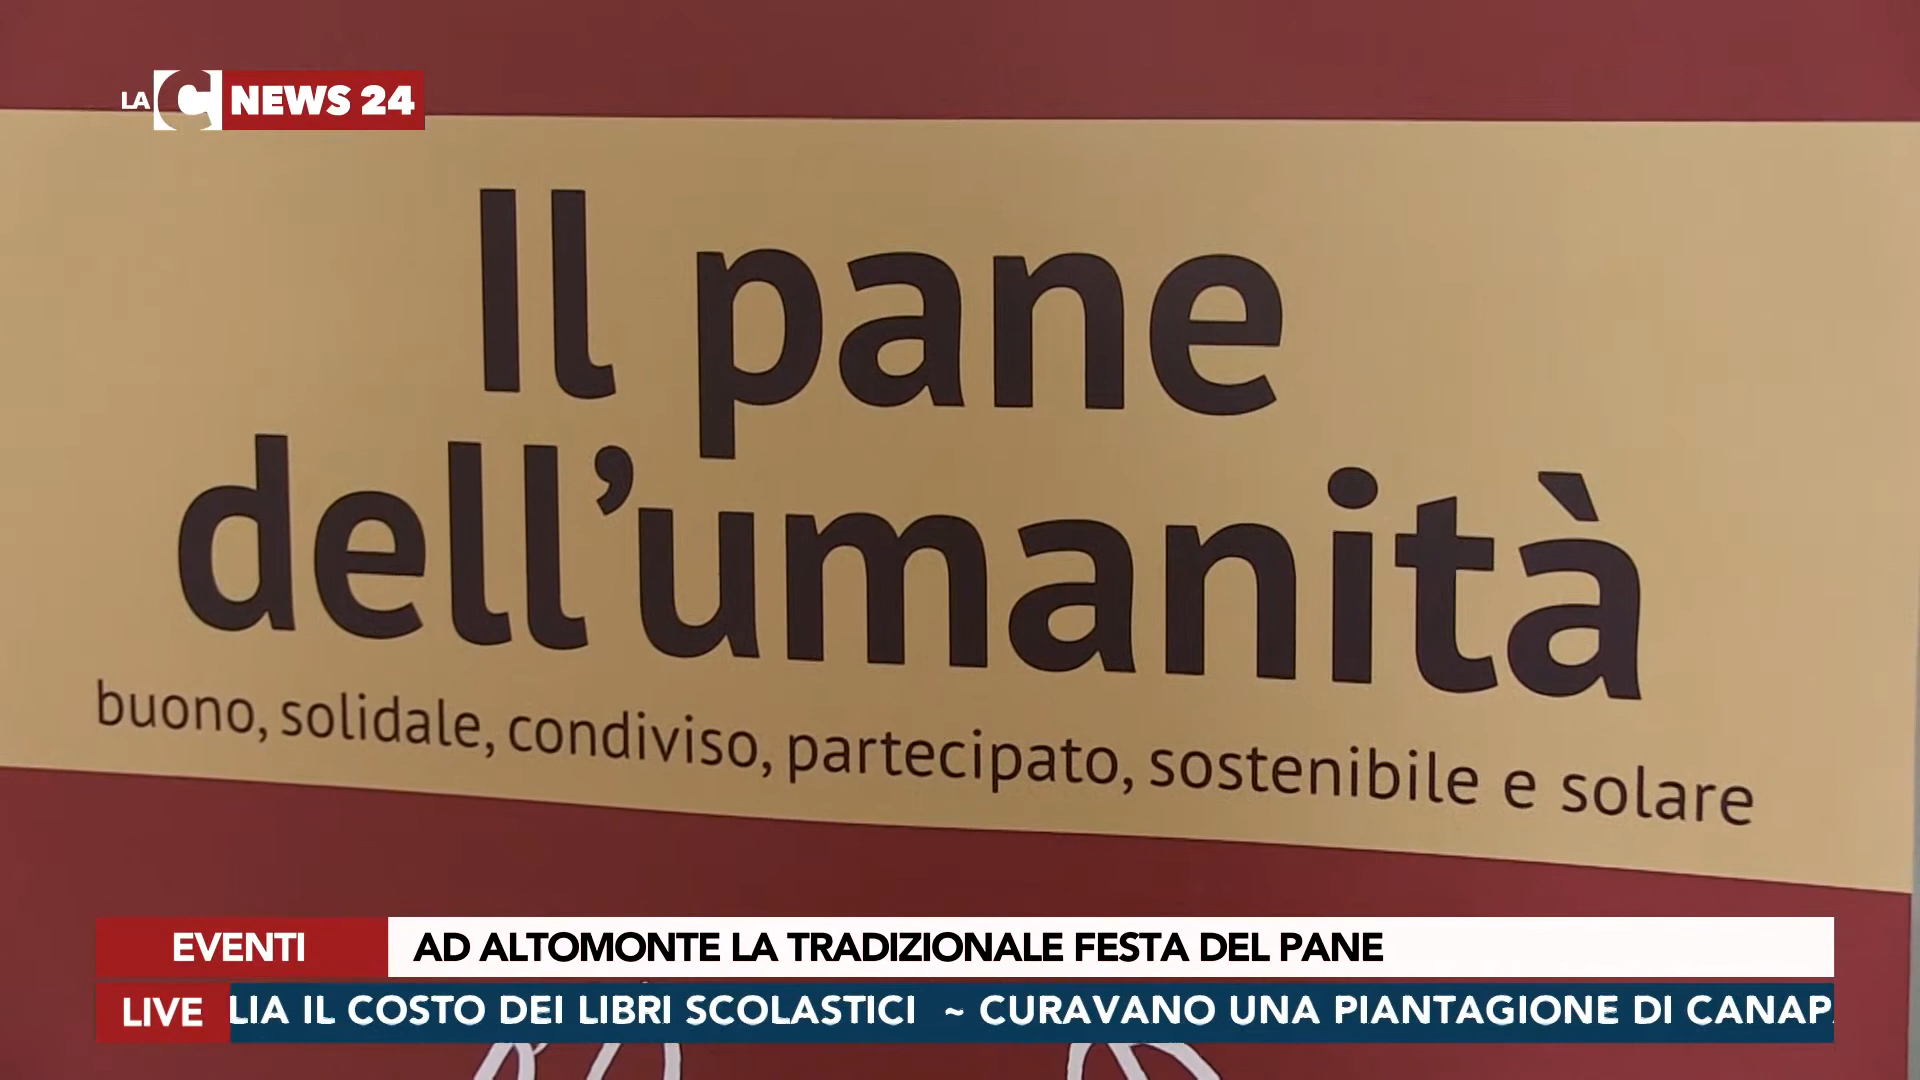 LA C NEWS 24
Il pane
dell’umanità
buono, solidale, condiviso, partecipato, sostenibile e solare
EVENTI
AD ALTOMONTE LA TRADIZIONALE FESTA DEL PANE
LIVE
LIA IL COSTO DEI LIBRI SCOLASTICI ~ CURAVANO UNA PIANTAGIONE DI CANAP